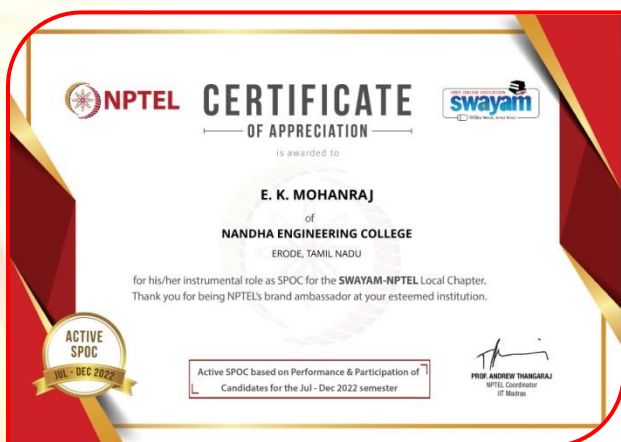 NPTEL
CERTIFICATE
OF APPRECIATION
FREE ONLINE EDUCATION
swayam
is awarded to
E. K. MOHANRAJ
of
NANDHA ENGINEERING COLLEGE
ERODE, TAMIL NADU
for his/her instrumental role as SPOC for the SWAYAM-NPTEL Local Chapter.
Thank you for being NPTEL's brand ambassador at your esteemed institution.
ACTIVE
SPOC
JUL - DEC 2022
Active SPOC based on Performance & Participation of
Candidates for the Jul - Dec 2022 semester
PROF. ANDREW THANGARAJ
NPTEL Coordinator
IIT Madras